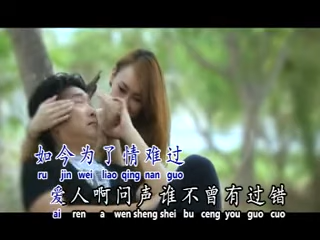 如今为了情难过
ru jin wei liao qing nan guo
爱人啊问声谁不曾有过错
ai ren a wen sheng shei bu ceng you guo cuo